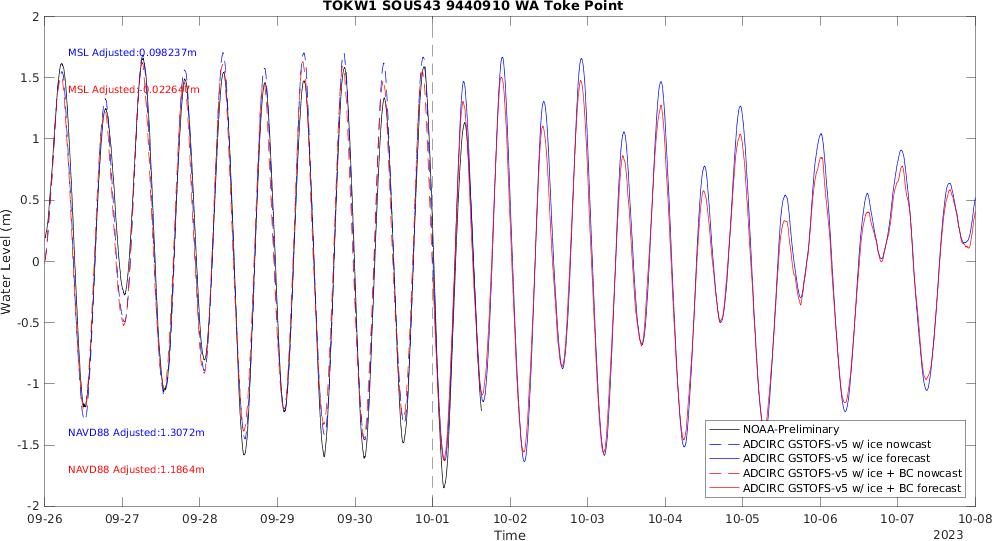 TOKW1 SOUS43 9440910 WA Toke Point
2
1.5
1
0.5
0
-0.5
-1
-1.5
-2
Water Level (m)
MSL Adjusted:0.098237m
MSL Adjusted:-0.022647m
NAVD88 Adjusted:1.3072m
NAVD88 Adjusted:1.1864m
NOAA-Preliminary
ADCIRC GSTOFS-v5 w/ ice nowcast
ADCIRC GSTOFS-v5 w/ ice forecast
ADCIRC GSTOFS-v5 w/ ice + BC nowcast
ADCIRC GSTOFS-v5 w/ ice + BC forecast
09-26 09-27 09-28 09-29 09-30 10-01 10-02 10-03 10-04 10-05 10-06 10-07 10-08
Time
2023